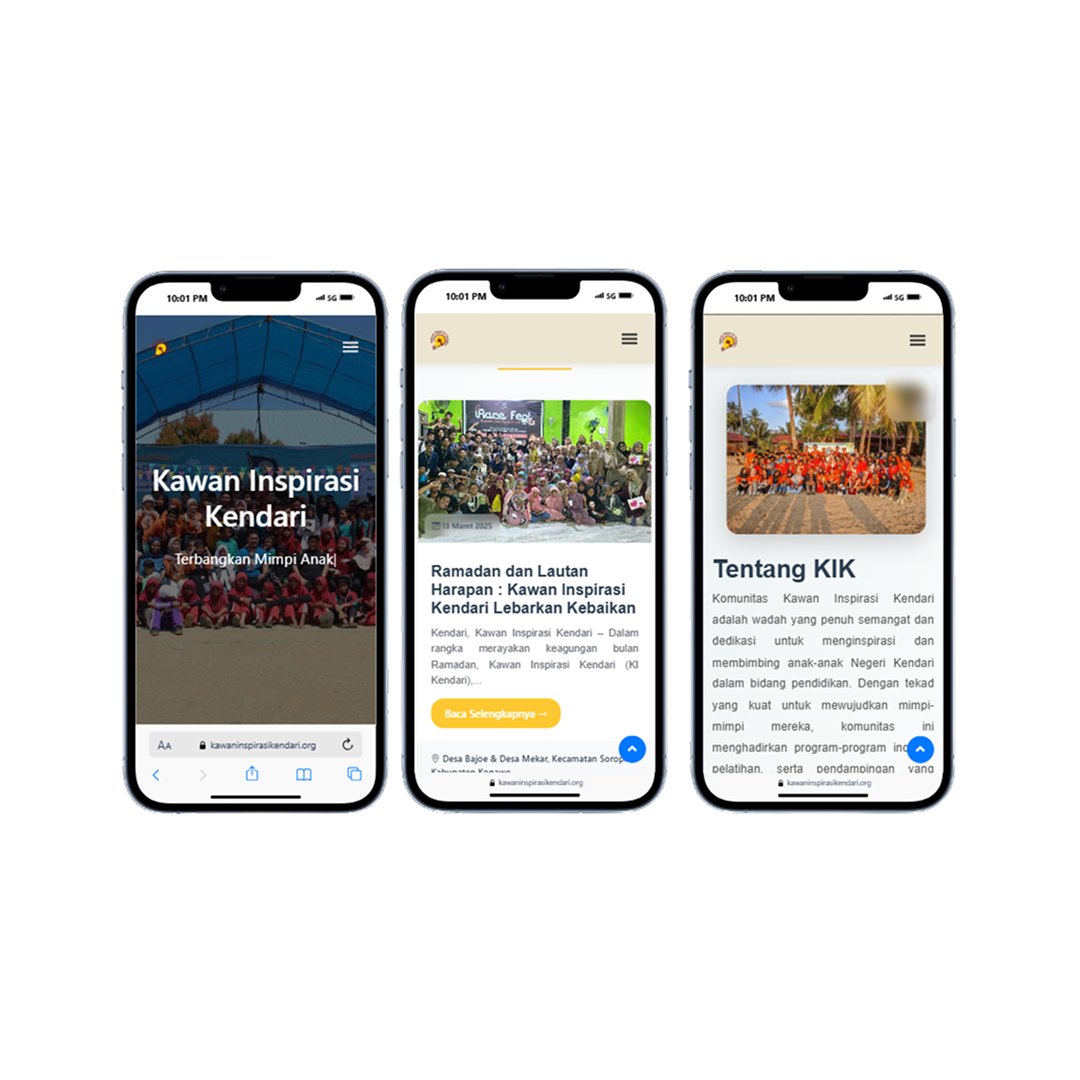 10:01 PM
5G
Kawan Inspirasi
Kendari
Terbangkan Mimpi Anak|
AA
kawaninspirasikendari.org
10:01 PM
5G
Race Fest
13 Maret 2025
Ramadan dan Lautan
Harapan : Kawan Inspirasi
Kendari Lebarkan Kebaikan
Kendari, Kawan Inspirasi Kendari – Dalam
rangka merayakan keagungan bulan
Ramadan, Kawan Inspirasi Kendari (KI
Kendari),...
Baca Selengkapnya →
Desa Bajoe & Desa Mekar, Kecamatan Sorop
Kabupaten Konawe
kawaninspirasikendari.org
10:01 PM
5G
Tentang KIK
Komunitas Kawan Inspirasi Kendari
adalah wadah yang penuh semangat dan
dedikasi untuk menginspirasi dan
membimbing anak-anak Negeri Kendari
dalam bidang pendidikan. Dengan tekad
yang kuat untuk mewujudkan mimpi-
mimpi mereka, komunitas ini
menghadirkan program-program
pelatihan, serta pendampingan yang
kawaninspirasikendari.org